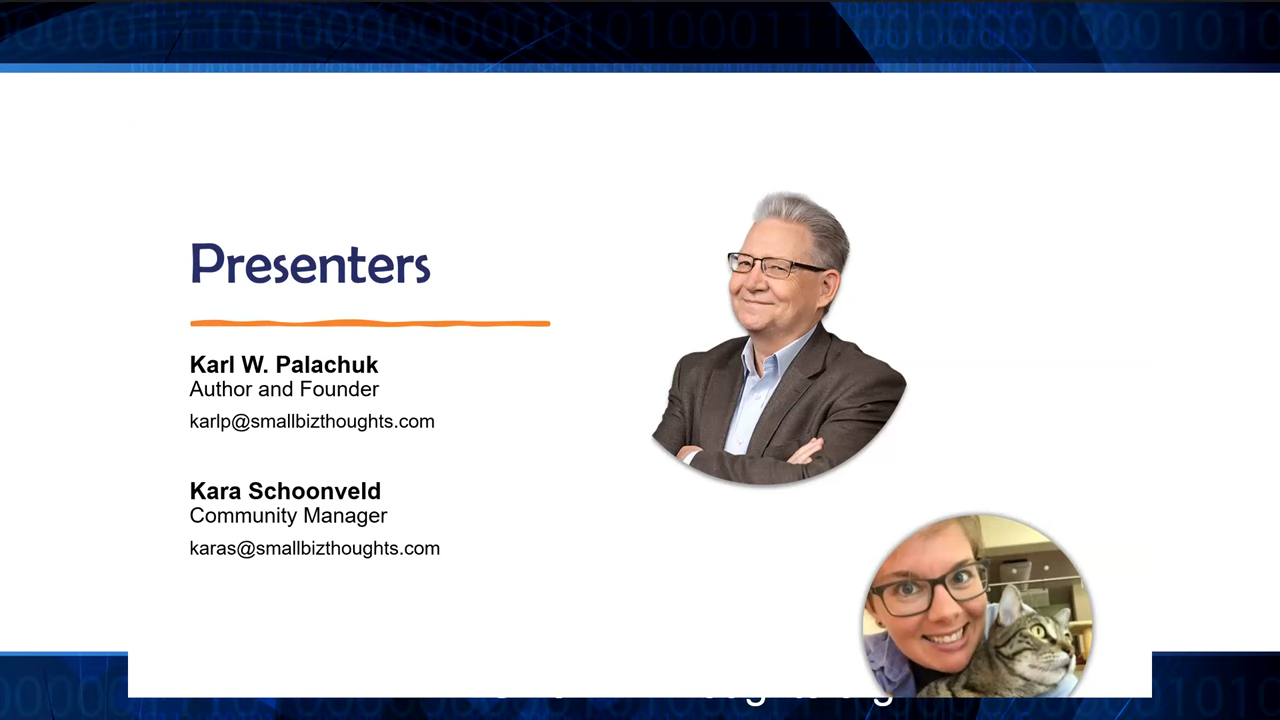 Presenters
Karl W. Palachuk
Author and Founder
karlp@smallbizthoughts.com
Kara Schoonveld
Community Manager
karas@smallbizthoughts.com